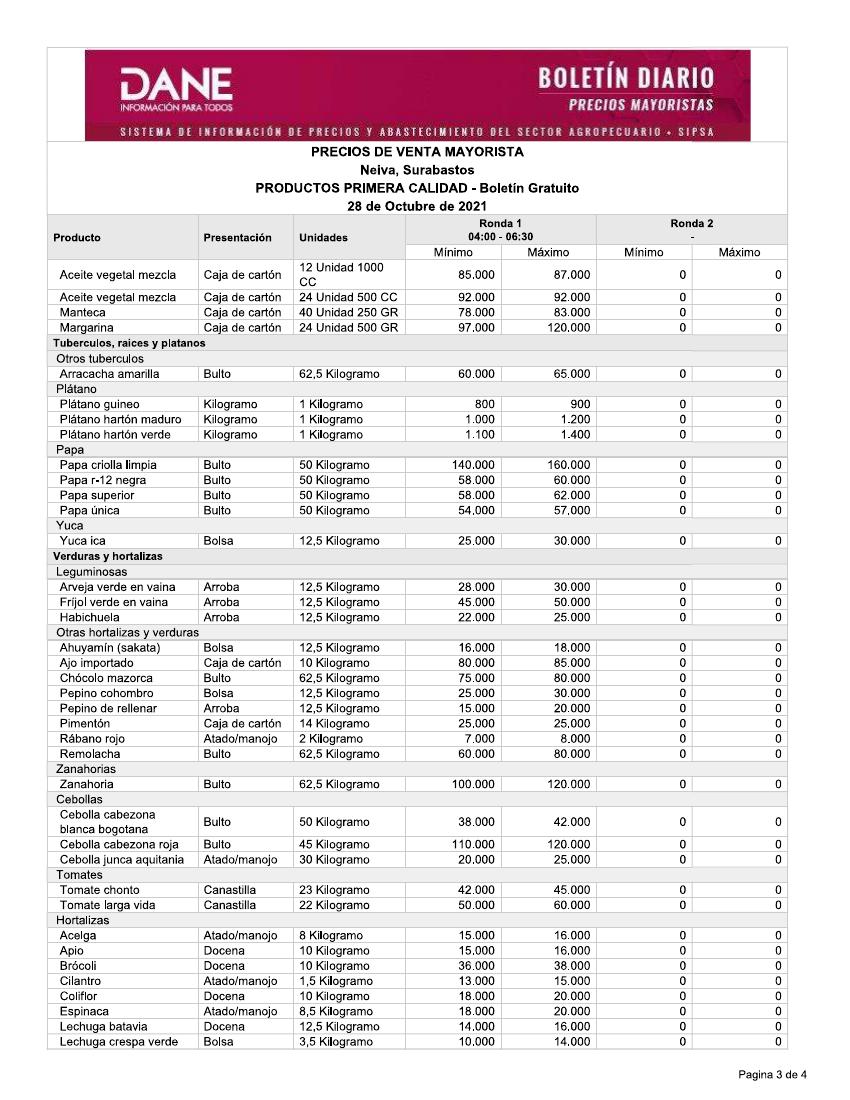 DANE
INFORMACIÓN PARA TODOS
BOLETÍN DIARIO
PRECIOS MAYORISTAS
SISTEMA DE INFORMACIÓN DE PRECIOS Y ABASTECIMIENTO DEL SECTOR AGROPECUARIO • SIPSA
PRECIOS DE VENTA MAYORISTA
Neiva, Surabastos
PRODUCTOS PRIMERA CALIDAD - Boletín Gratuito
28 de Octubre de 2021
Producto Presentación Unidades Ronda 1 Ronda 2
04:00 - 06:30 -
Mínimo Máximo Mínimo Máximo
Aceite vegetal mezcla Caja de cartón 12 Unidad 1000 CC 85.000 87.000 0 0
Aceite vegetal mezcla Caja de cartón 24 Unidad 500 CC 92.000 92.000 0 0
Manteca Caja de cartón 40 Unidad 250 GR 78.000 83.000 0 0
Margarina Caja de cartón 24 Unidad 500 GR 97.000 120.000 0 0
Tuberculos, raices y platanos
Otros tuberculos
Arracacha amarilla Bulto 62,5 Kilogramo 60.000 65.000 0 0
Plátano
Plátano guineo Kilogramo 1 Kilogramo 800 900 0 0
Plátano hartón maduro Kilogramo 1 Kilogramo 1.000 1.200 0 0
Plátano hartón verde Kilogramo 1 Kilogramo 1.100 1.400 0 0
Papa
Papa criolla limpia Bulto 50 Kilogramo 140.000 160.000 0 0
Papa r-12 negra Bulto 50 Kilogramo 58.000 60.000 0 0
Papa superior Bulto 50 Kilogramo 58.000 62.000 0 0
Papa única Bulto 50 Kilogramo 54.000 57.000 0 0
Yuca
Yuca ica Bolsa 12,5 Kilogramo 25.000 30.000 0 0
Verduras y hortalizas
Leguminosas
Arveja verde en vaina Arroba 12,5 Kilogramo 28.000 30.000 0 0
Fríjol verde en vaina Arroba 12,5 Kilogramo 45.000 50.000 0 0
Habichuela Arroba 12,5 Kilogramo 22.000 25.000 0 0
Otras hortalizas y verduras
Ahuyamín (sakata) Bolsa 12,5 Kilogramo 16.000 18.000 0 0
Ajo importado Caja de cartón 10 Kilogramo 80.000 85.000 0 0
Chócolo mazorca Bulto 62,5 Kilogramo 75.000 80.000 0 0
Pepino cohombro Bolsa 12,5 Kilogramo 25.000 30.000 0 0
Pepino de rellenar Arroba 12,5 Kilogramo 15.000 20.000 0 0
Pimentón Caja de cartón 14 Kilogramo 25.000 25.000 0 0
Rábano rojo Atado/manojo 2 Kilogramo 7.000 8.000 0 0
Remolacha Bulto 62,5 Kilogramo 60.000 80.000 0 0
Zanahorias
Zanahoria Bulto 62,5 Kilogramo 100.000 120.000 0 0
Cebollas
Cebolla cabezona blanca bogotana Bulto 50 Kilogramo 38.000 42.000 0 0
Cebolla cabezona roja Bulto 45 Kilogramo 110.000 120.000 0 0
Cebolla junca aquitania Atado/manojo 30 Kilogramo 20.000 25.000 0 0
Tomates
Tomate chonto Canastilla 23 Kilogramo 42.000 45.000 0 0
Tomate larga vida Canastilla 22 Kilogramo 50.000 60.000 0 0
Hortalizas
Acelga Atado/manojo 8 Kilogramo 15.000 16.000 0 0
Apio Docena 10 Kilogramo 15.000 16.000 0 0
Brócoli Docena 10 Kilogramo 36.000 38.000 0 0
Cilantro Atado/manojo 1,5 Kilogramo 13.000 15.000 0 0
Coliflor Docena 10 Kilogramo 18.000 20.000 0 0
Espinaca Atado/manojo 8,5 Kilogramo 18.000 20.000 0 0
Lechuga batavia Docena 12,5 Kilogramo 14.000 16.000 0 0
Lechuga crespa verde Bolsa 3,5 Kilogramo 10.000 14.000 0 0
Pagina 3 de 4